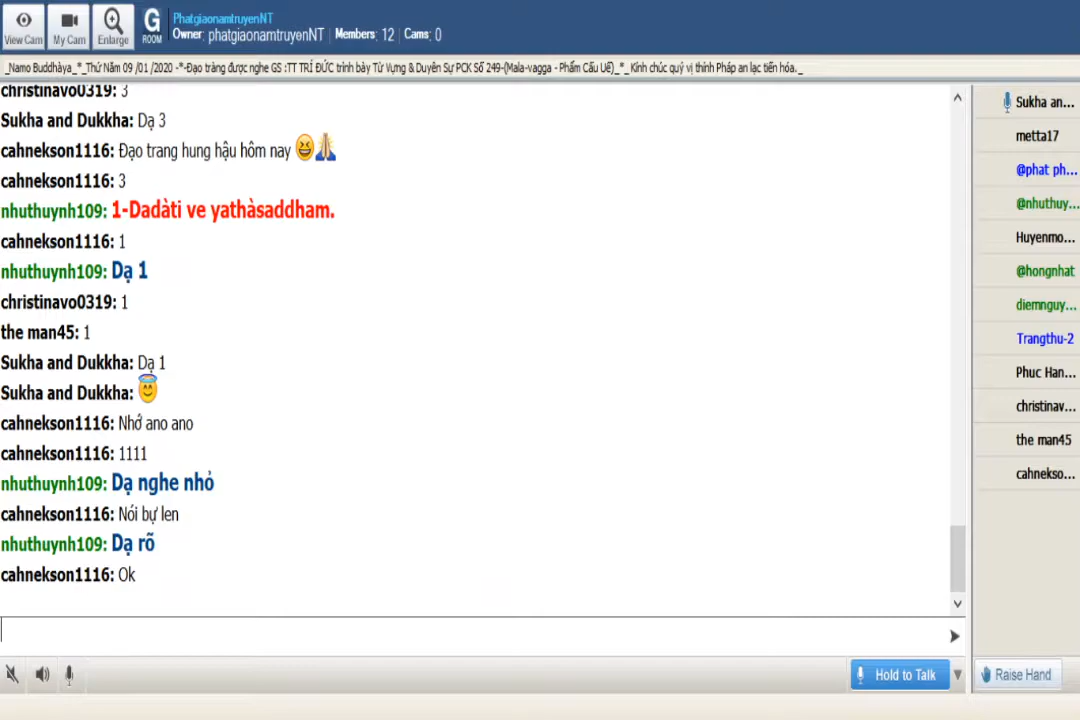 View Cam
My Cam
Enlarge
G
ROOM
PhatgiaonamtruyenNT
Owner: phatgiaonamtruyenNT | Members: 12 | Cams: 0
_Namo Buddhàya_*_Thứ Năm 09 /01 /2020 -*-Đạo tràng được nghe GS :TT TRÍ ĐỨC trình bày Từ Vựng & Duyên Sự PCK Số 249-(Mala-vagga - Phẩm Cấu Uế)_*_ Kính chúc quý vị thính Pháp an lạc tiến hóa._
christinavo0319: 3
Sukha and Dukkha: Dạ 3
cahnekson1116: Đạo trang hung hậu hôm nay 😆🙏
cahnekson1116: 3
nhuthuynh109: 1-Dadàti ve yathàsaddham.
cahnekson1116: 1
nhuthuynh109: Dạ 1
christinavo0319: 1
the man45: 1
Sukha and Dukkha: Dạ 1
Sukha and Dukkha: 😇
cahnekson1116: Nhớ ano ano
cahnekson1116: 1111
nhuthuynh109: Dạ nghe nhỏ
cahnekson1116: Nói bự len
nhuthuynh109: Dạ rõ
cahnekson1116: Ok
Sukha an...
metta17
@phat ph...
@nhuthuy...
Huyenmo...
@hongnhat
diemnguy...
Trangthu-2
Phuc Han...
christinav...
the man45
cahnekso...
Hold to Talk
Raise Hand